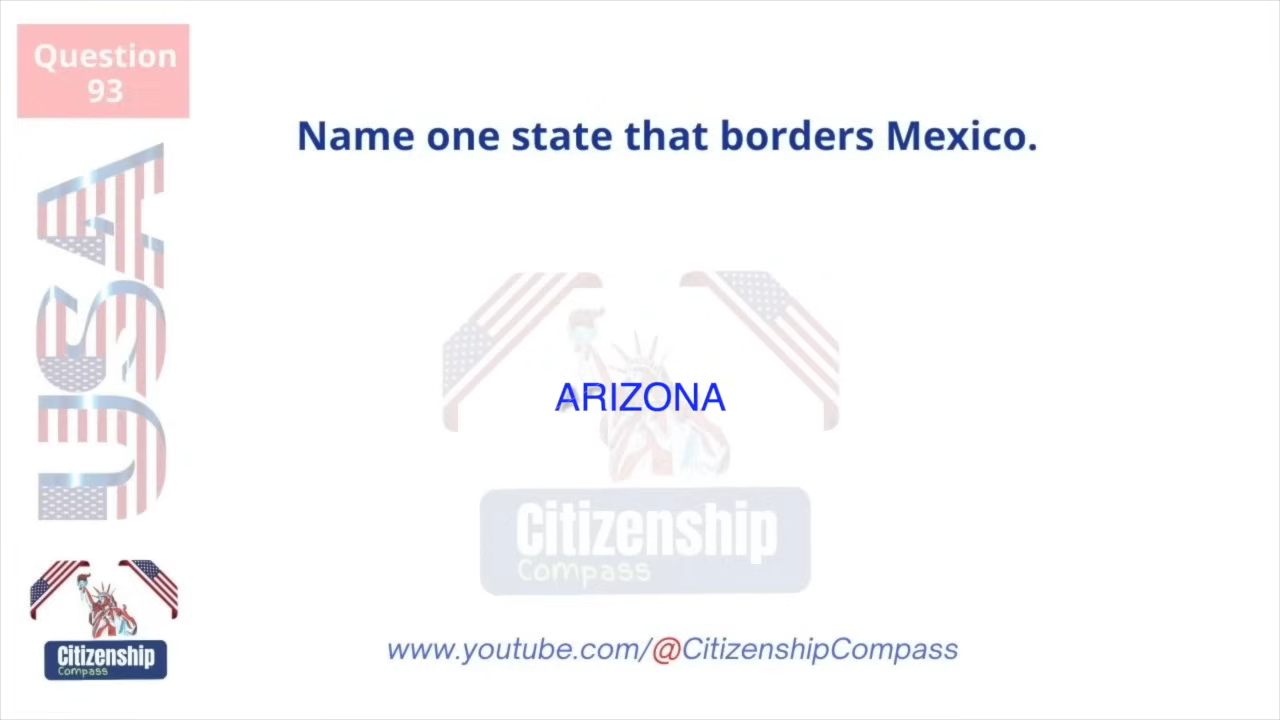 Question
93
Name one state that borders Mexico.
USA
ARIZONA
Citizenship
Compass
www.youtube.com/@CitizenshipCompass
Citizenship
Compass